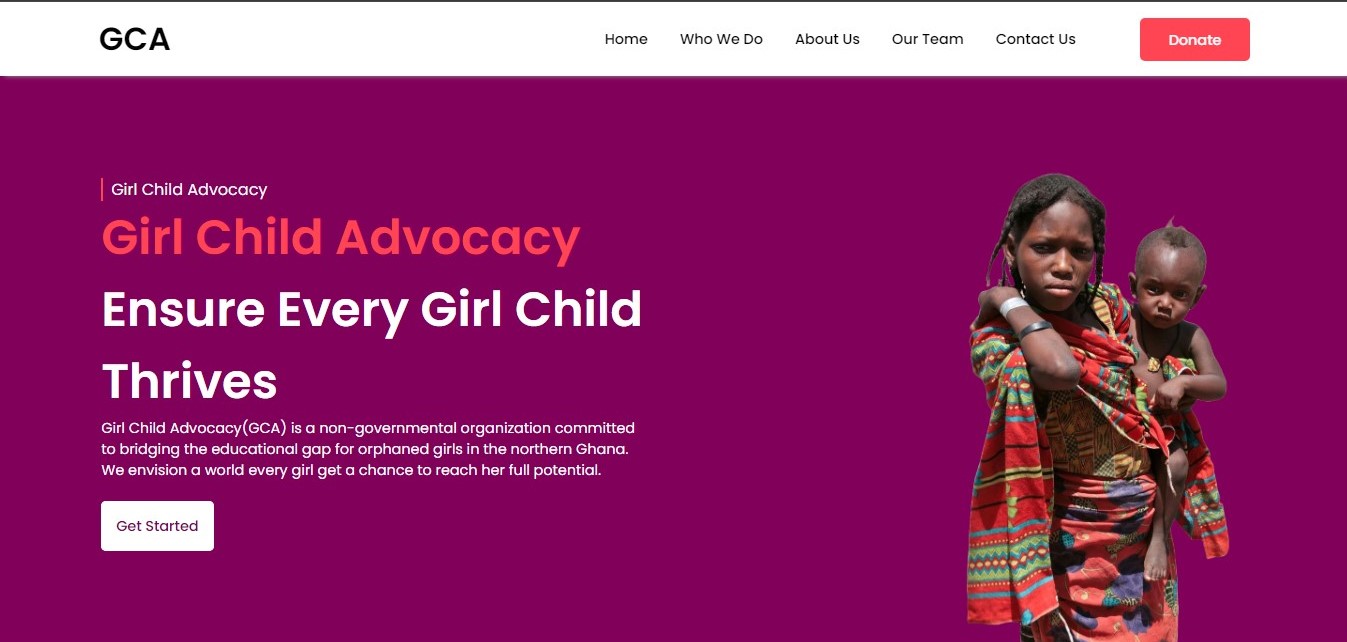 GCA
Home Who We Do About Us Our Team Contact Us Donate
Girl Child Advocacy
Girl Child Advocacy
Ensure Every Girl Child
Thrives
Girl Child Advocacy(GCA) is a non-governmental organization committed
to bridging the educational gap for orphaned girls in the northern Ghana.
We envision a world every girl get a chance to reach her full potential.
Get Started